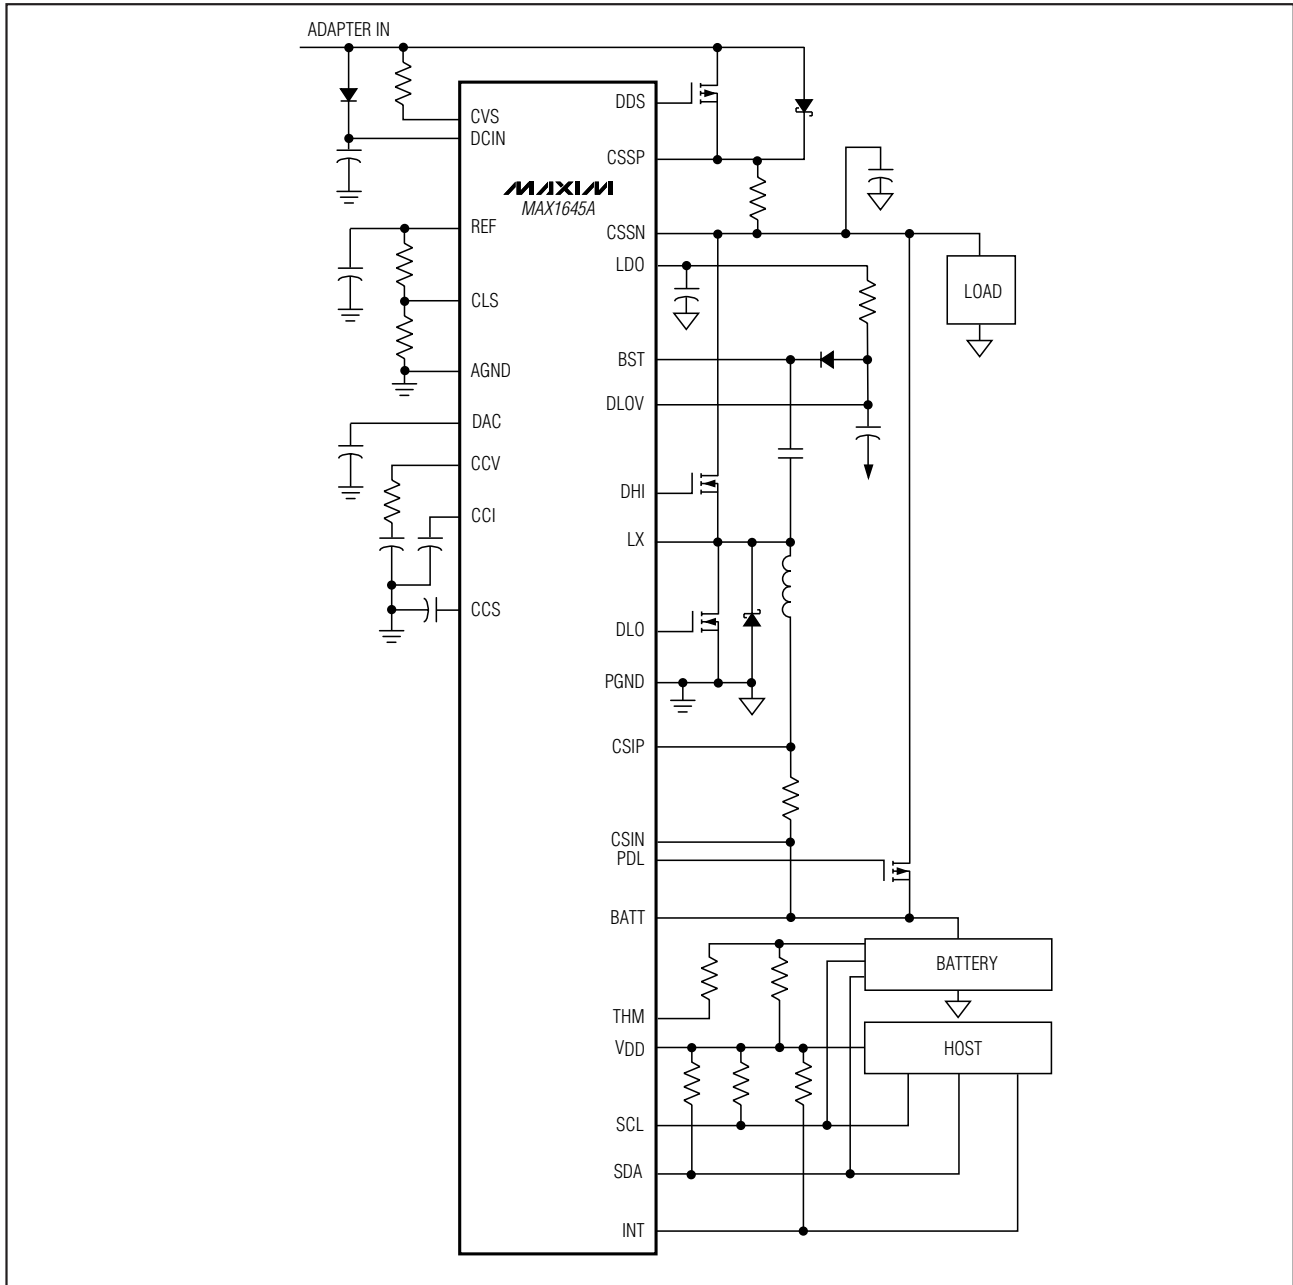 ADAPTER IN
CVS
DCIN
REF
CLS
AGND
DAC
CCV
CCI
CCS
MAXIM
MAX1645A
DDS
CSSP
CSSN
LDO
BST
DLOV
DHI
LX
DLO
PGND
CSIP
CSIN
PDL
BATT
THM
VDD
SCL
SDA
INT
LOAD
BATTERY
HOST